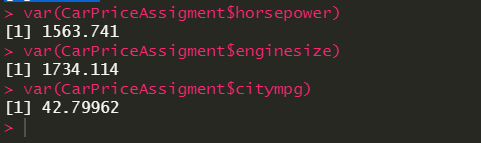 > var(CarPriceAssigment$horsepower)
[1] 1563.741
> var(CarPriceAssigment$enginesize)
[1] 1734.114
> var(CarPriceAssigment$citympg)
[1] 42.79962
>